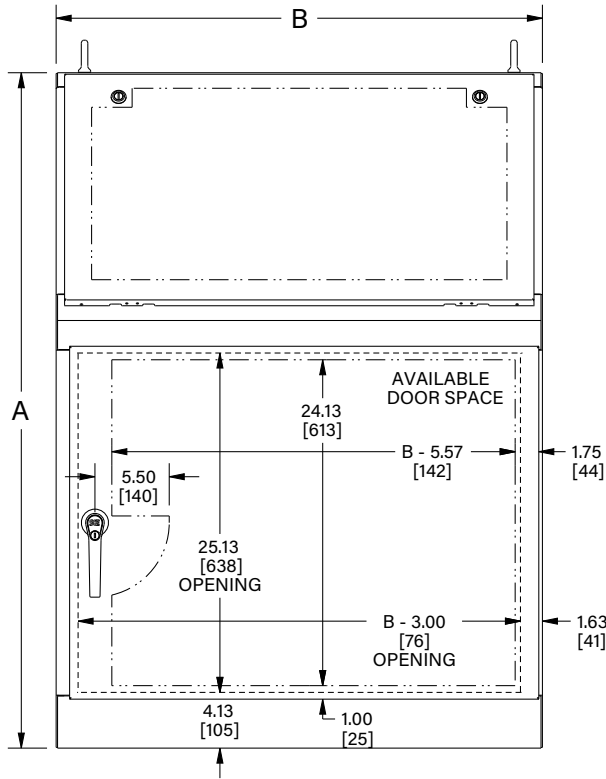 B
A
AVAILABLE
DOOR SPACE
24.13
[613]
B - 5.57
[142]
1.75
[44]
5.50
[140]
25.13
[638]
OPENING
B - 3.00
[76]
OPENING
1.63
[41]
4.13
[105]
1.00
[25]